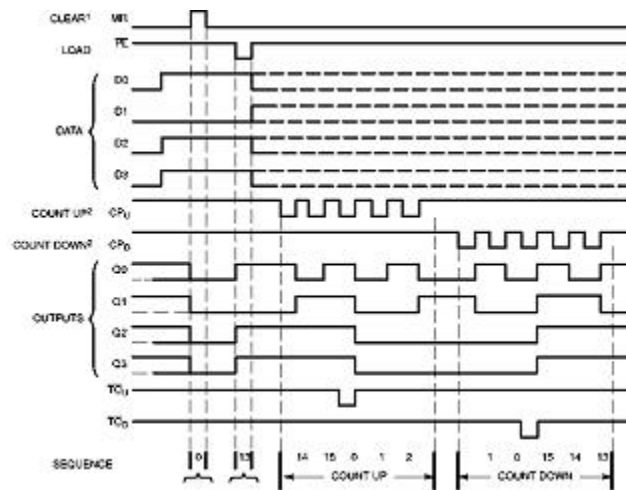 CLEAR¹ MR
LOAD PE
DATA
D0
D1
D2
D3
COUNT UP² CPU
COUNT DOWN² CPD
OUTPUTS
Q0
Q1
Q2
Q3
TCU
TCD
SEQUENCE 0 13 14 15 0 1 2 1 0 15 14 13
COUNT UP COUNT DOWN